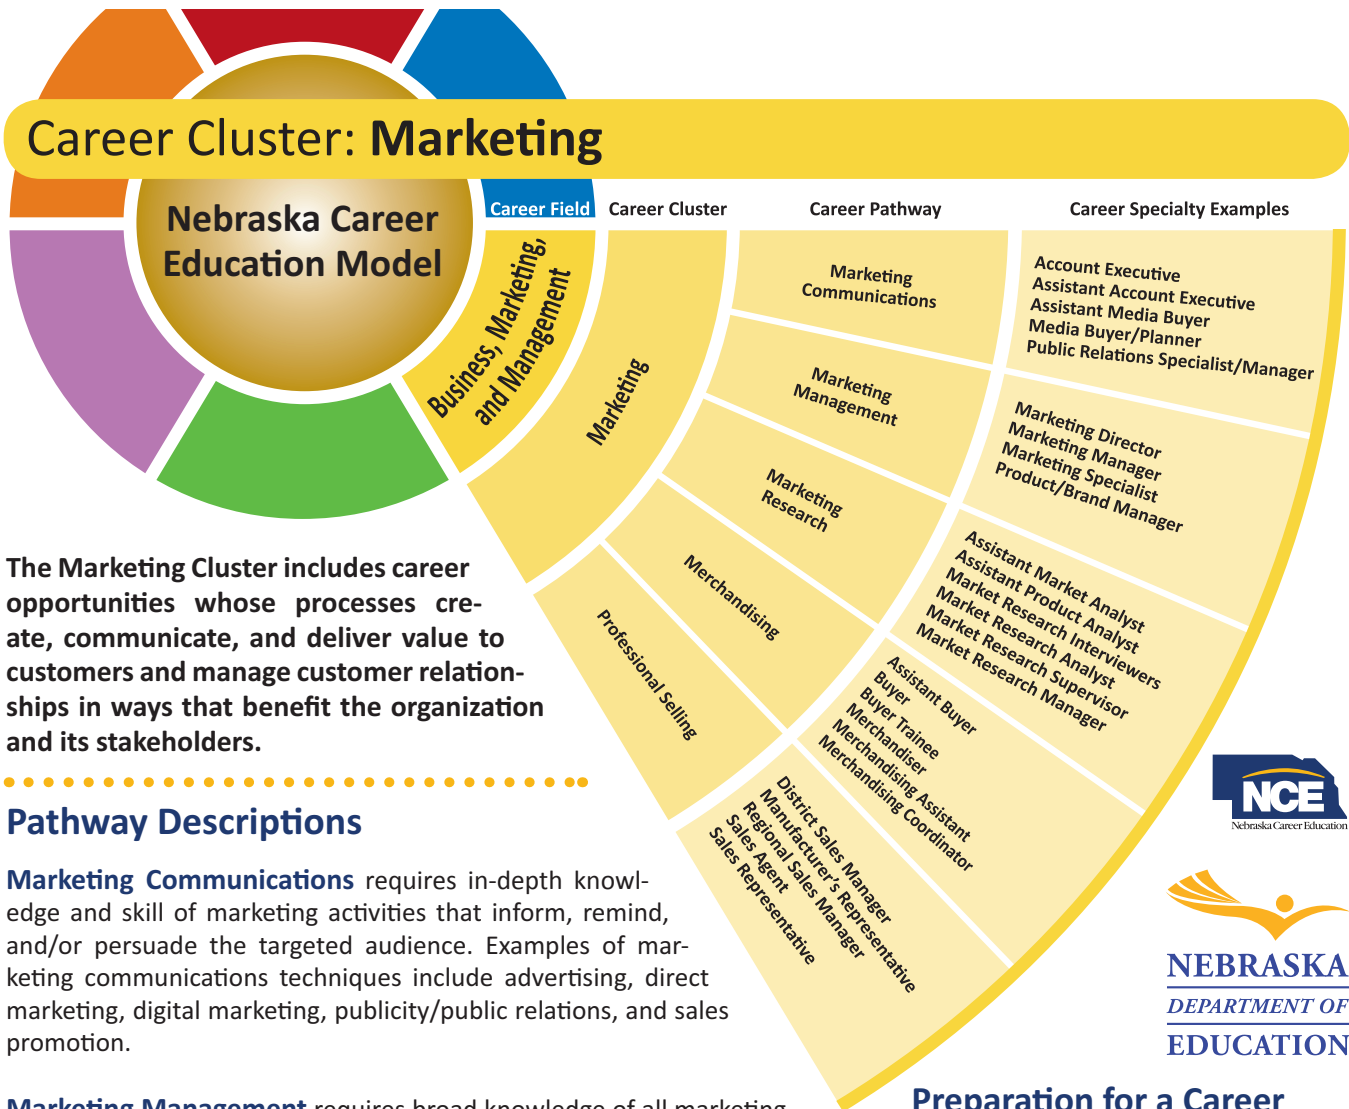 Career Cluster: Marketing
Nebraska Career
Education Model
Career Field
Career Cluster
Career Pathway
Career Specialty Examples
Business, Marketing,
and Management
Marketing
Marketing
Communications
Account Executive
Assistant Account Executive
Assistant Media Buyer
Media Buyer/Planner
Public Relations Specialist/Manager
Marketing
Management
Marketing Director
Marketing Manager
Marketing Specialist
Product/Brand Manager
Marketing
Research
Assistant Market Analyst
Assistant Product Analyst
Market Research Interviewers
Market Research Analyst
Market Research Supervisor
Market Research Manager
Merchandising
Assistant Buyer
Buyer
Buyer Trainee
Merchandiser
Merchandising Assistant
Merchandising Coordinator
Professional Selling
District Sales Manager
Manufacturer's Representative
Regional Sales Manager
Sales Agent
Sales Representative
The Marketing Cluster includes career
opportunities whose processes cre-
ate, communicate, and deliver value to
customers and manage customer relation-
ships in ways that benefit the organization
and its stakeholders.
Pathway Descriptions
Marketing Communications requires in-depth knowl-
edge and skill of marketing activities that inform, remind,
and/or persuade the targeted audience. Examples of mar-
keting communications techniques include advertising, direct
marketing, digital marketing, publicity/public relations, and sales
promotion.
Marketing Management requires broad knowledge of all marketing
NCE
Nebraska Career Education
NEBRASKA
DEPARTMENT OF
EDUCATION
Preparation for a Career